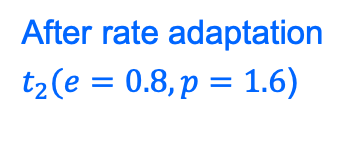 After rate adaptation
t₂(e = 0.8, p = 1.6)